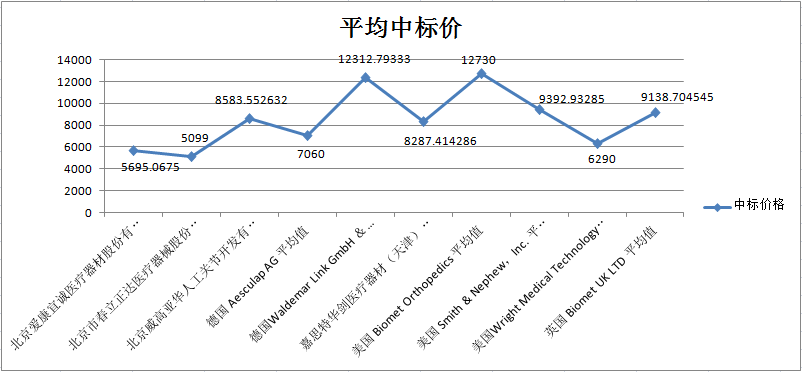 平均中标价
14000
12000
10000
8000
6000
4000
2000
0
5695.0675
5099
8583.552632
7060
12312.79333
8287.414286
12730
9392.93285
6290
9138.704545
中标价格
北京爱康宜诚医疗器材股份有..
北京市春立正达医疗器械股份..
北京威高亚华人工关节开发有..
德国 Aesculap AG 平均值
德国Waldemar Link GmbH & ...
嘉思特华剑医疗器材（天津）..
美国 Biomet Orthopedics 平均值
美国 Smith & Nephew，Inc. 平..
美国Wright Medical Technology..
英国 Biomet UK LTD 平均值